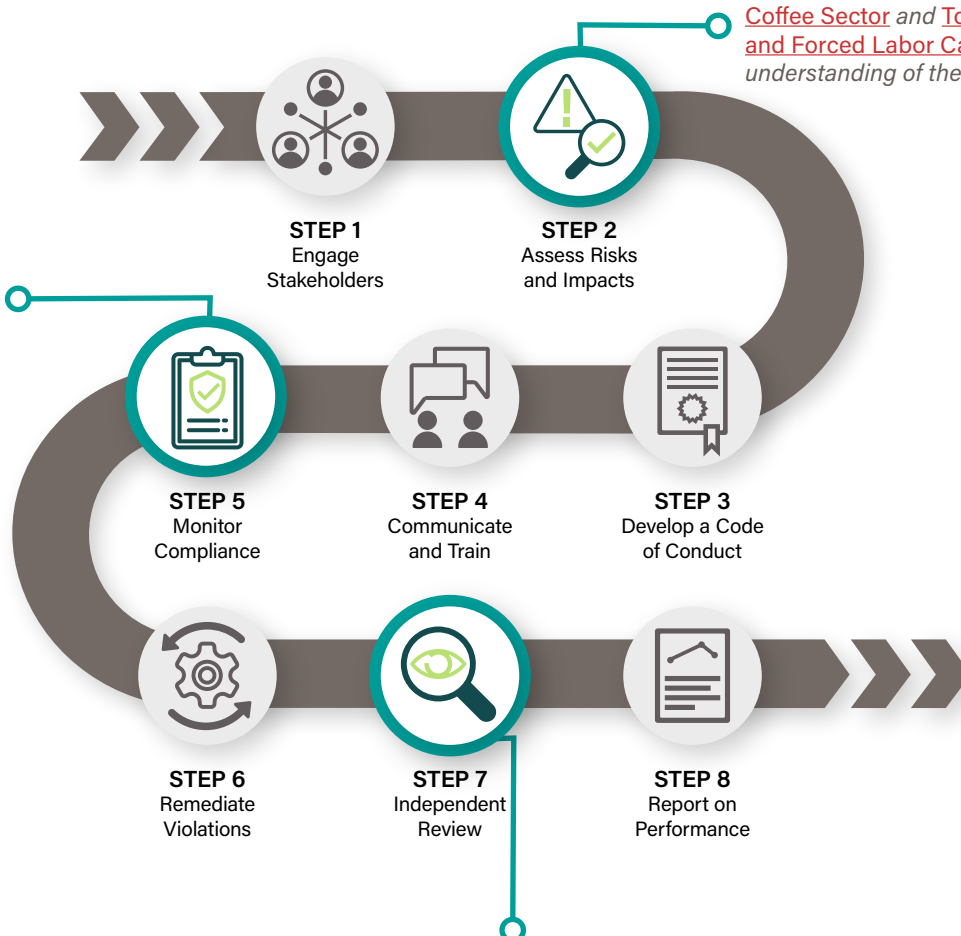 Coffee Sector and
and Forced Labor
understanding of the
STEP 1
Engage
Stakeholders
STEP 2
Assess Risks
and Impacts
STEP 5
Monitor
Compliance
STEP 4
Communicate
and Train
STEP 3
Develop a Code
of Conduct
STEP 6
Remediate
Violations
STEP 7
Independent
Review
STEP 8
Report on
Performance